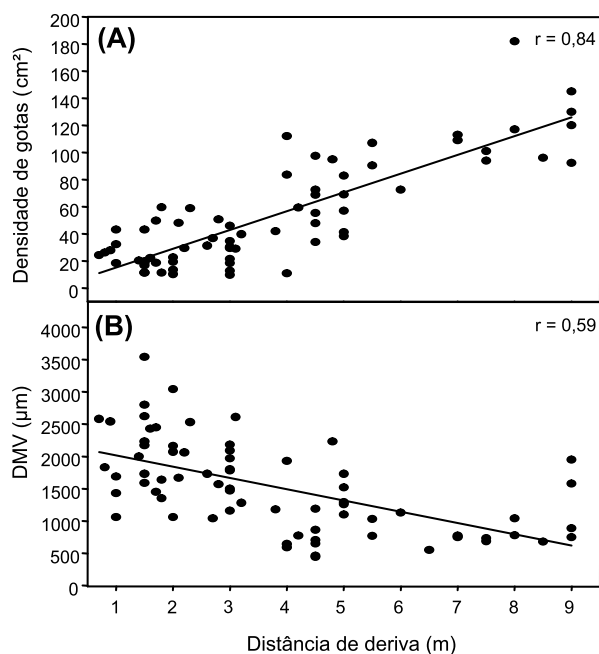 (A)
r = 0,84
Densidade de gotas (cm²)
200
180
160
140
120
100
80
60
40
20
0
(B)
r = 0,59
DMV (µm)
4000
3500
3000
2500
2000
1500
1000
500
0
1 2 3 4 5 6 7 8 9
Distância de deriva (m)